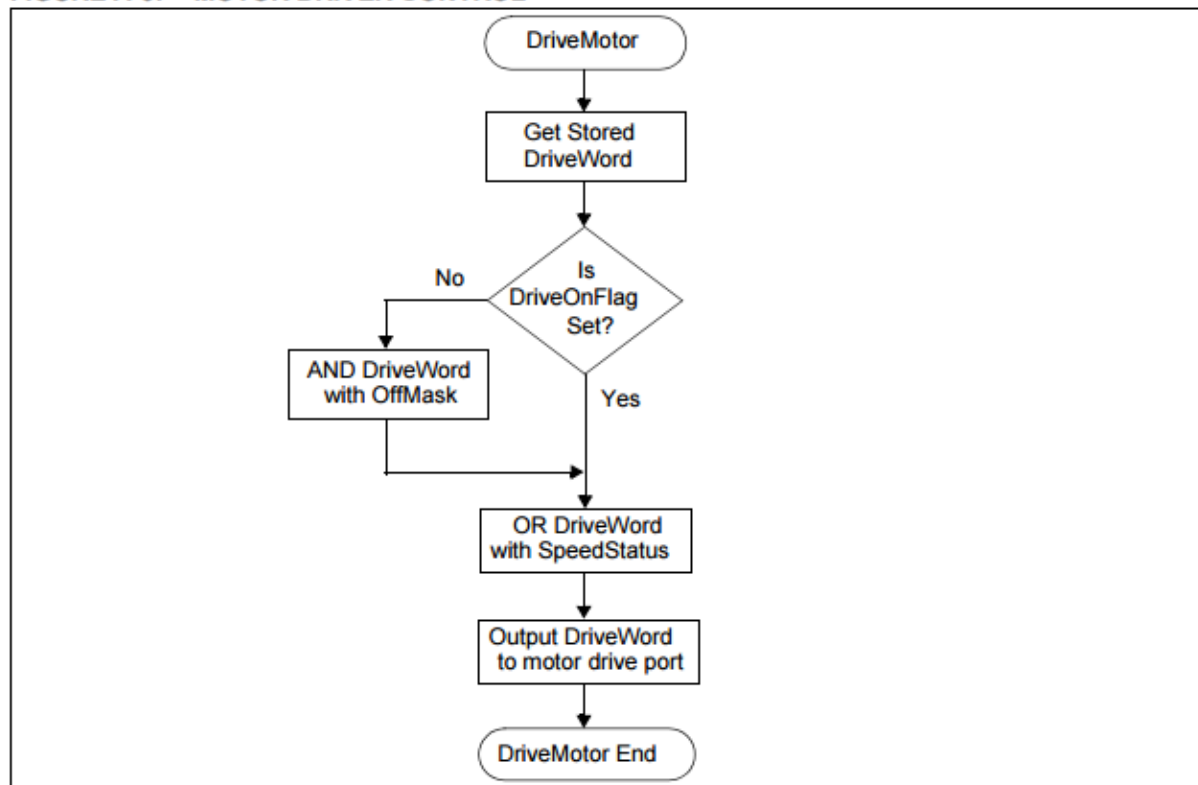 DriveMotor
Get Stored
DriveWord
Is
DriveOnFlag
Set?
No
AND DriveWord
with OffMask
Yes
OR DriveWord
with SpeedStatus
Output DriveWord
to motor drive port
DriveMotor End